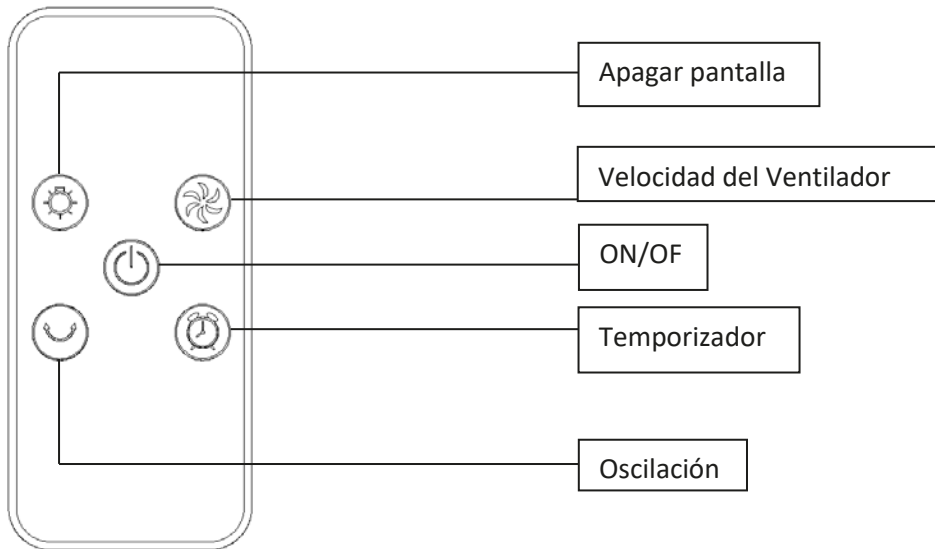 Apagar pantalla
Velocidad del Ventilador
ON/OF
Temporizador
Oscilación